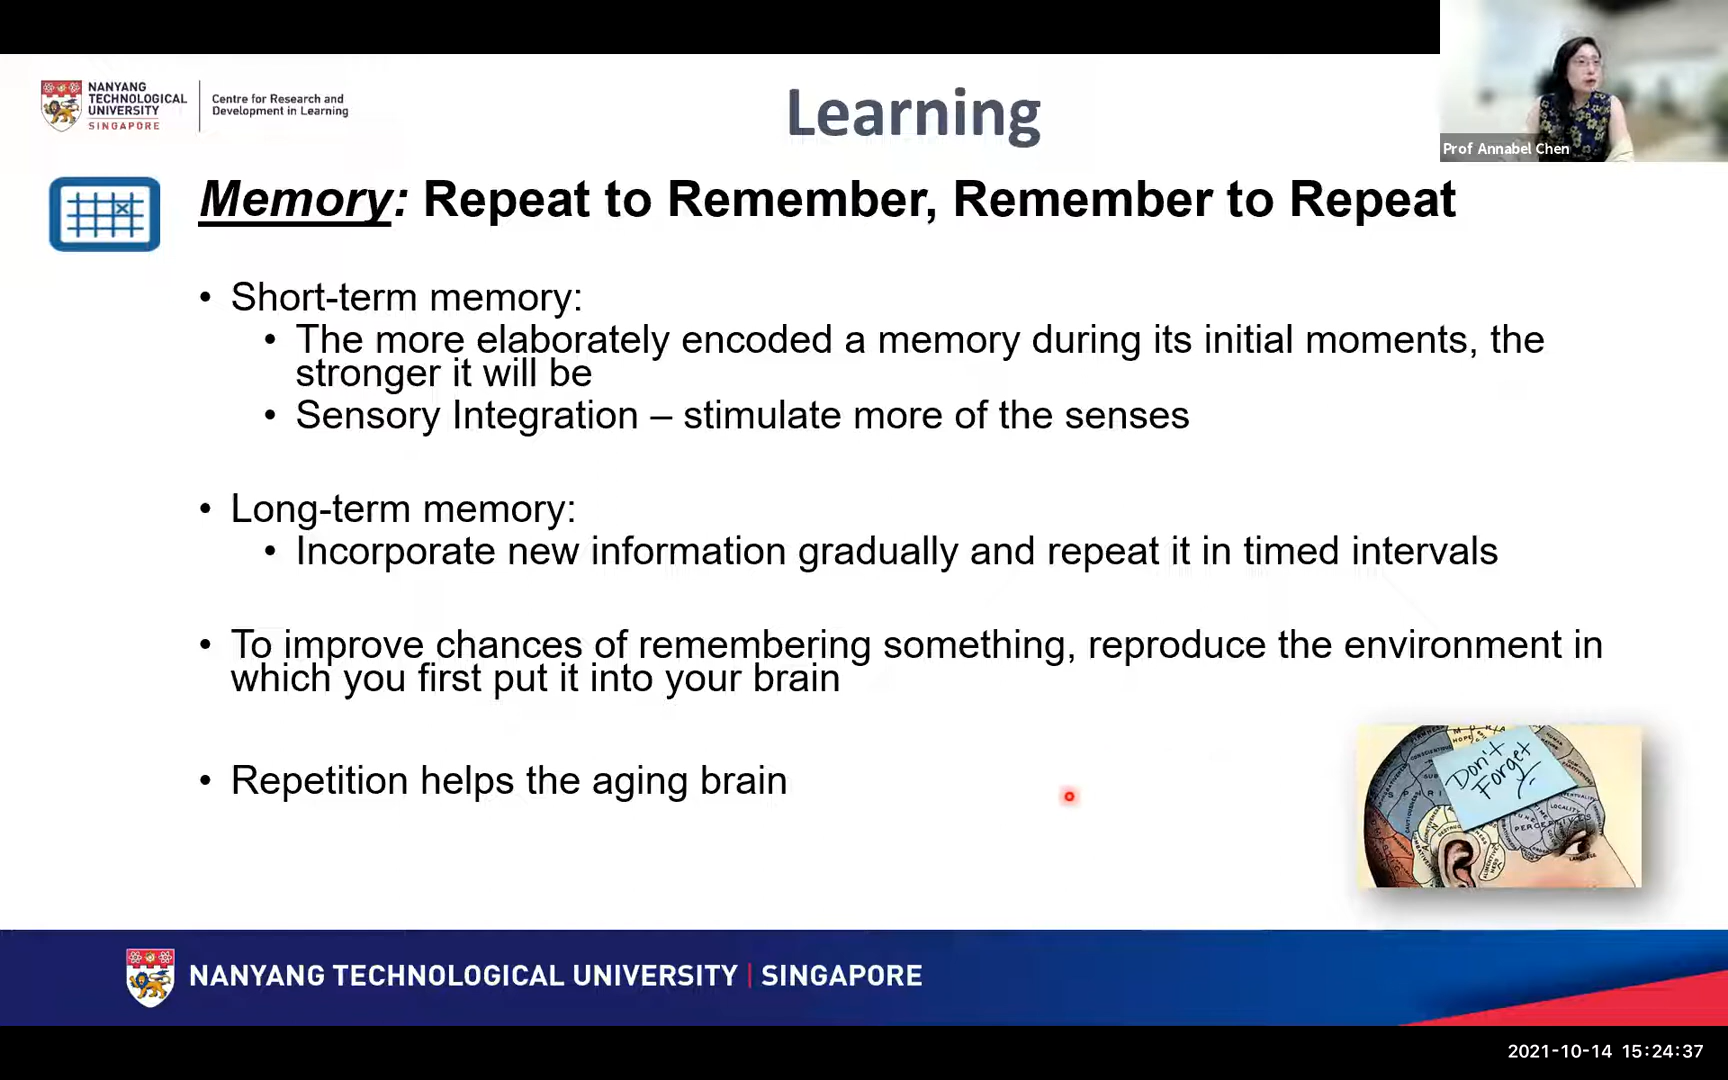 NANYANG
TECHNOLOGICAL
UNIVERSITY
SINGAPORE
Centre for Research and
Development in Learning
Learning
Prof Annabel Chen
Memory: Repeat to Remember, Remember to Repeat
• Short-term memory:
• The more elaborately encoded a memory during its initial moments, the
stronger it will be
• Sensory Integration – stimulate more of the senses
• Long-term memory:
• Incorporate new information gradually and repeat it in timed intervals
• To improve chances of remembering something, reproduce the environment in
which you first put it into your brain
• Repetition helps the aging brain
HOPE
Don't
Forget
LOCALITY
NANYANG TECHNOLOGICAL UNIVERSITY | SINGAPORE
2021-10-14 15:24:37